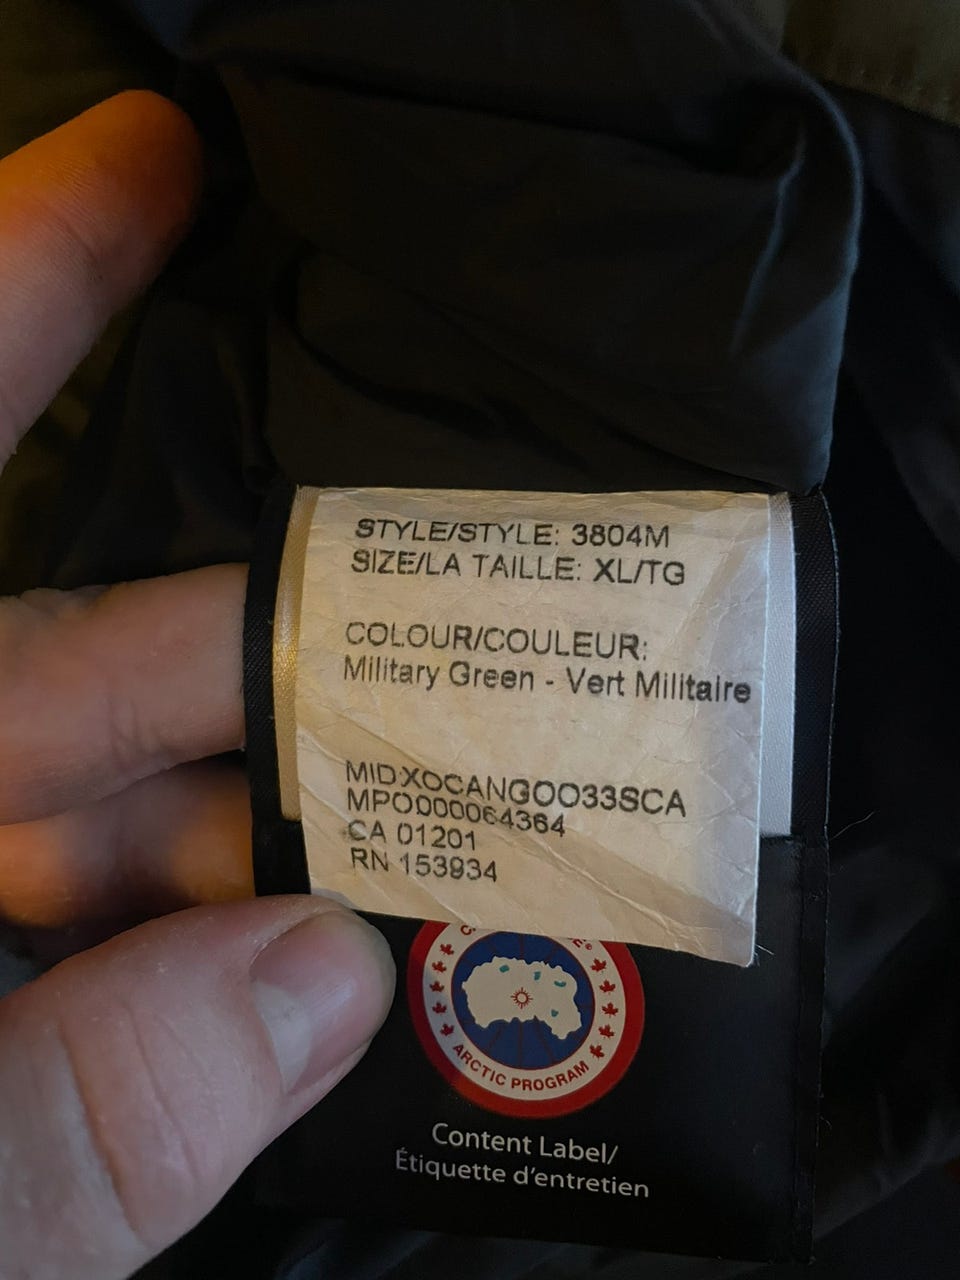 STYLE/STYLE: 3804M
SIZE/LA TAILLE: XL/TG
COLOUR/COULEUR:
Military Green - Vert Militaire
MID:XOCANGOO33SCA
MPO000064364
CA 01201
RN 153934
ARCTIC PROGRAM
Content Label/
Étiquette d'entretien